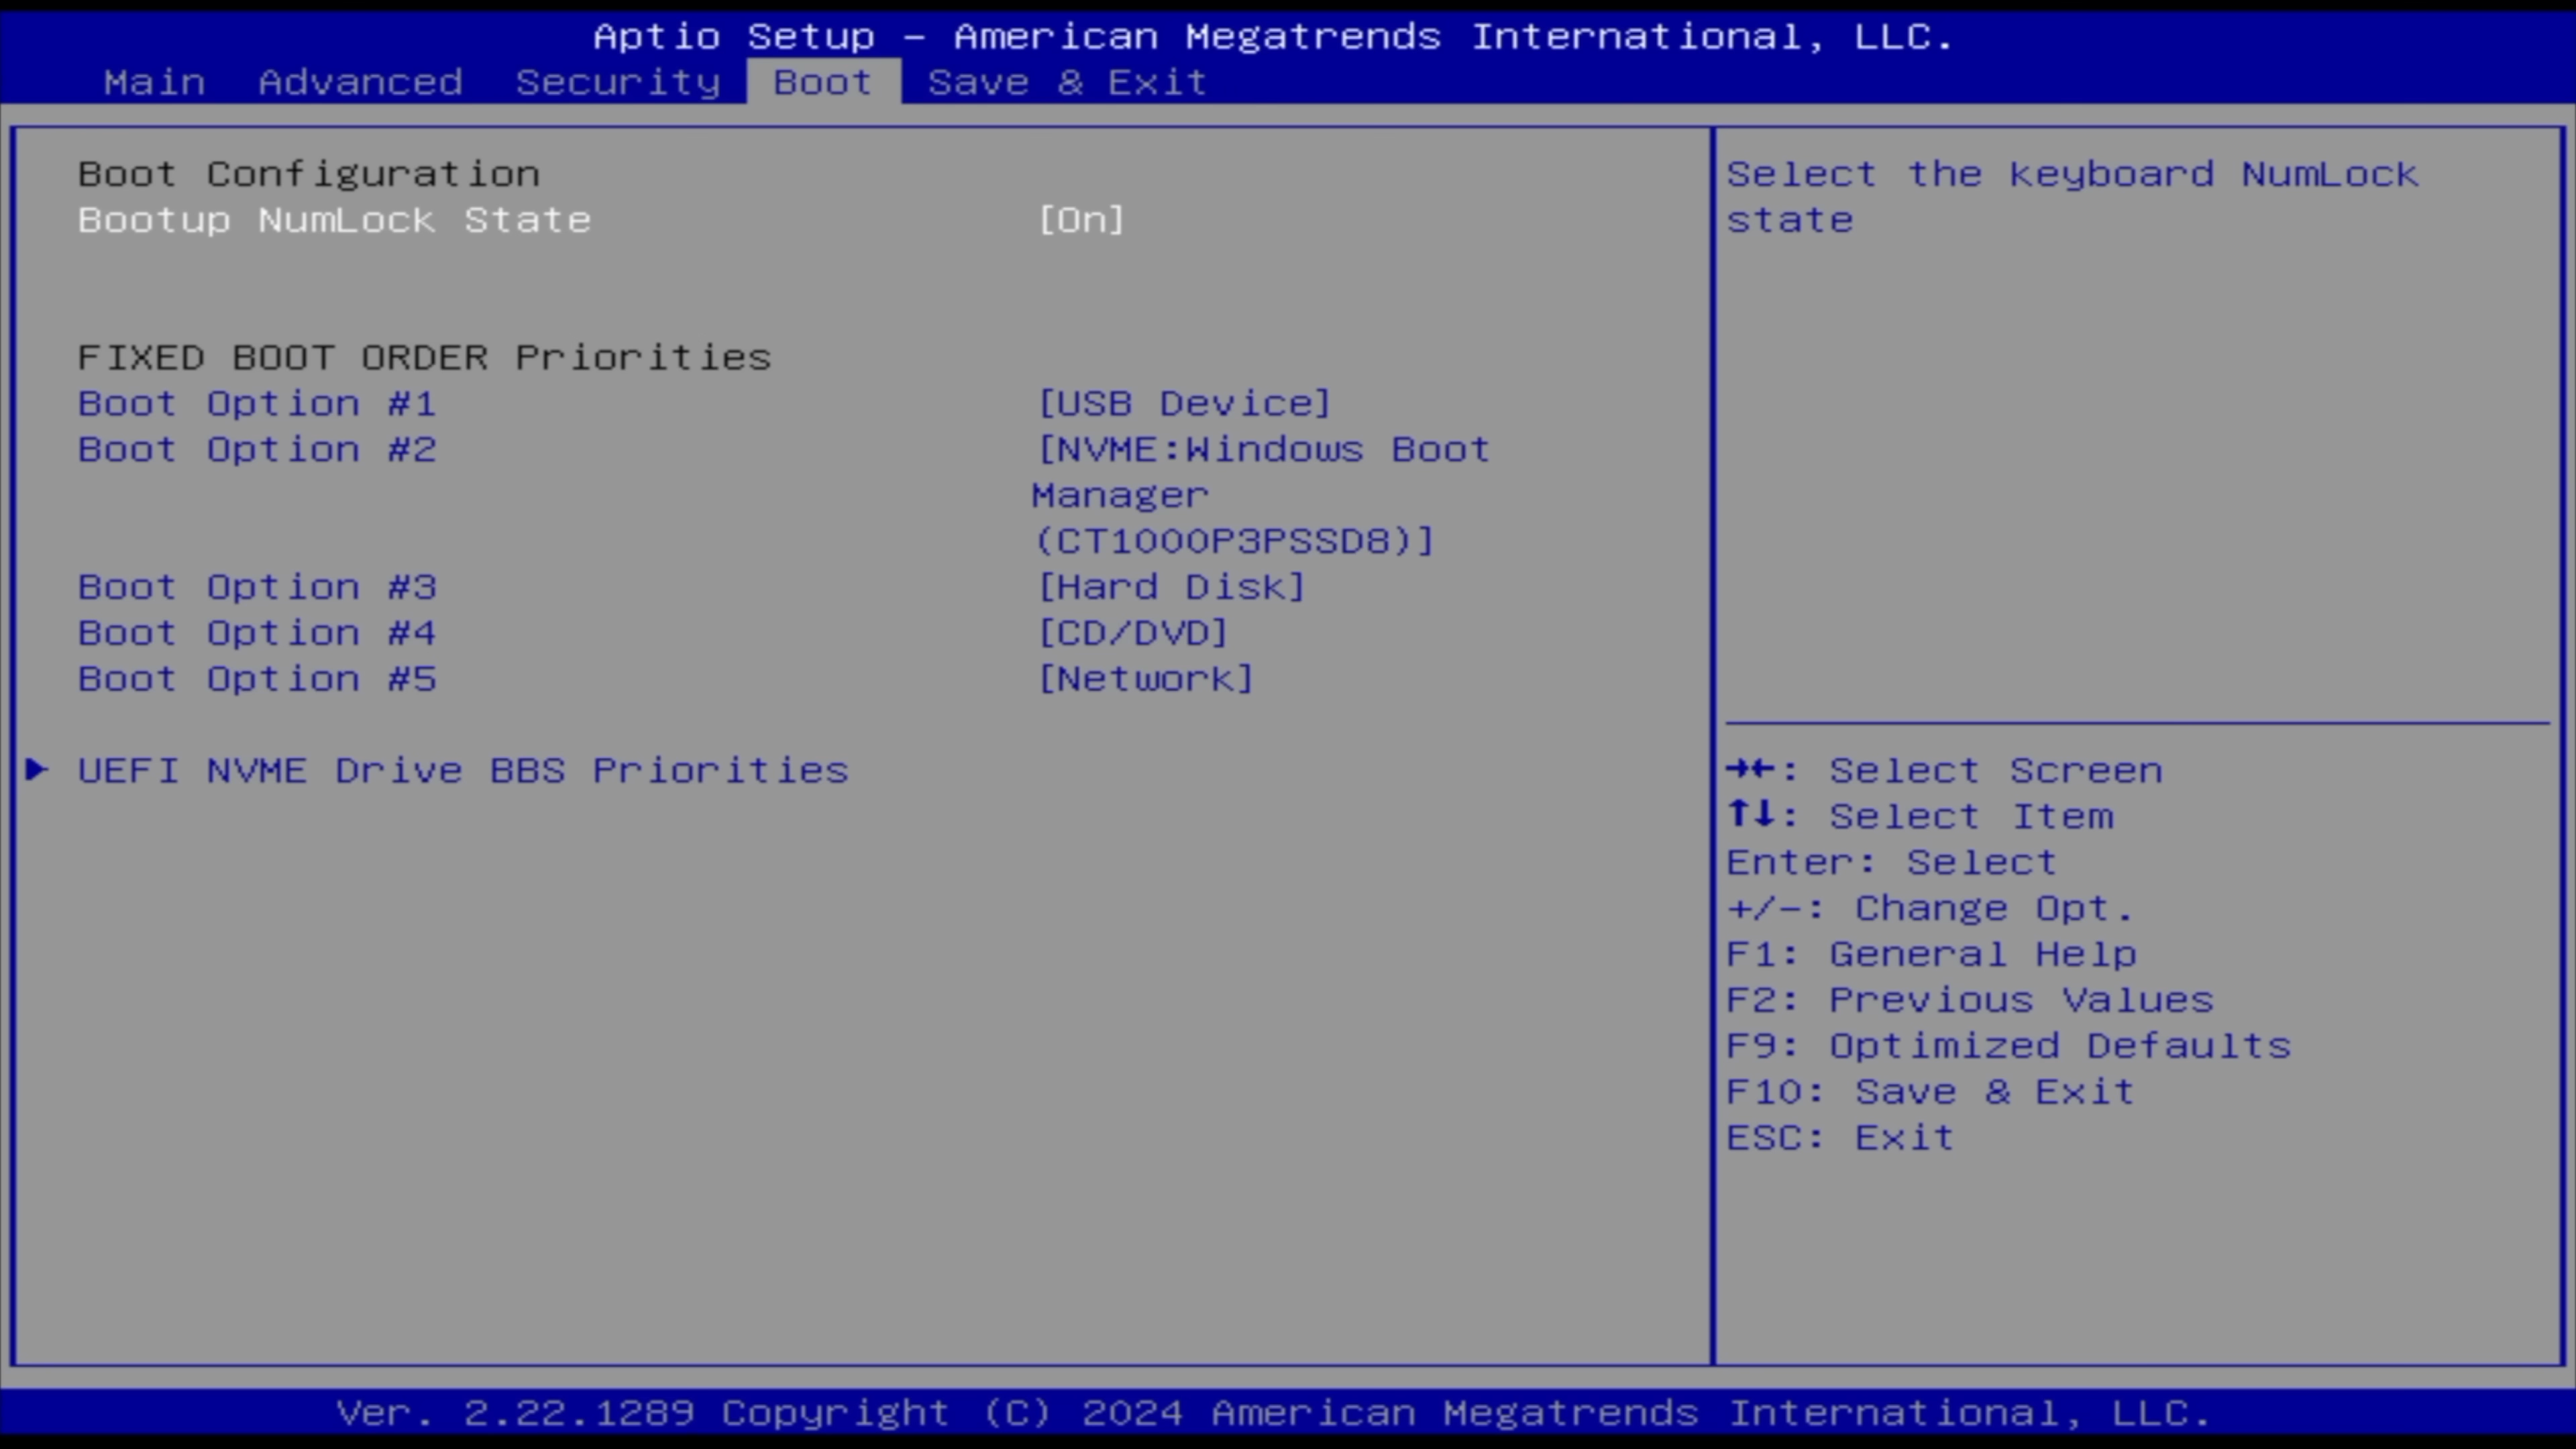 Aptio Setup – American Megatrends International, LLC.
Main Advanced Security Boot Save & Exit
Boot Configuration
Bootup NumLock State [On]
FIXED BOOT ORDER Priorities
Boot Option #1 [USB Device]
Boot Option #2 [NVME:Windows Boot
Manager
(CT1000P3PSSD8)]
Boot Option #3 [Hard Disk]
Boot Option #4 [CD/DVD]
Boot Option #5 [Network]
▶ UEFI NVME Drive BBS Priorities
Select the keyboard NumLock
state
→←: Select Screen
↑↓: Select Item
Enter: Select
+/-: Change Opt.
F1: General Help
F2: Previous Values
F9: Optimized Defaults
F10: Save & Exit
ESC: Exit
Ver. 2.22.1289 Copyright (C) 2024 American Megatrends International, LLC.